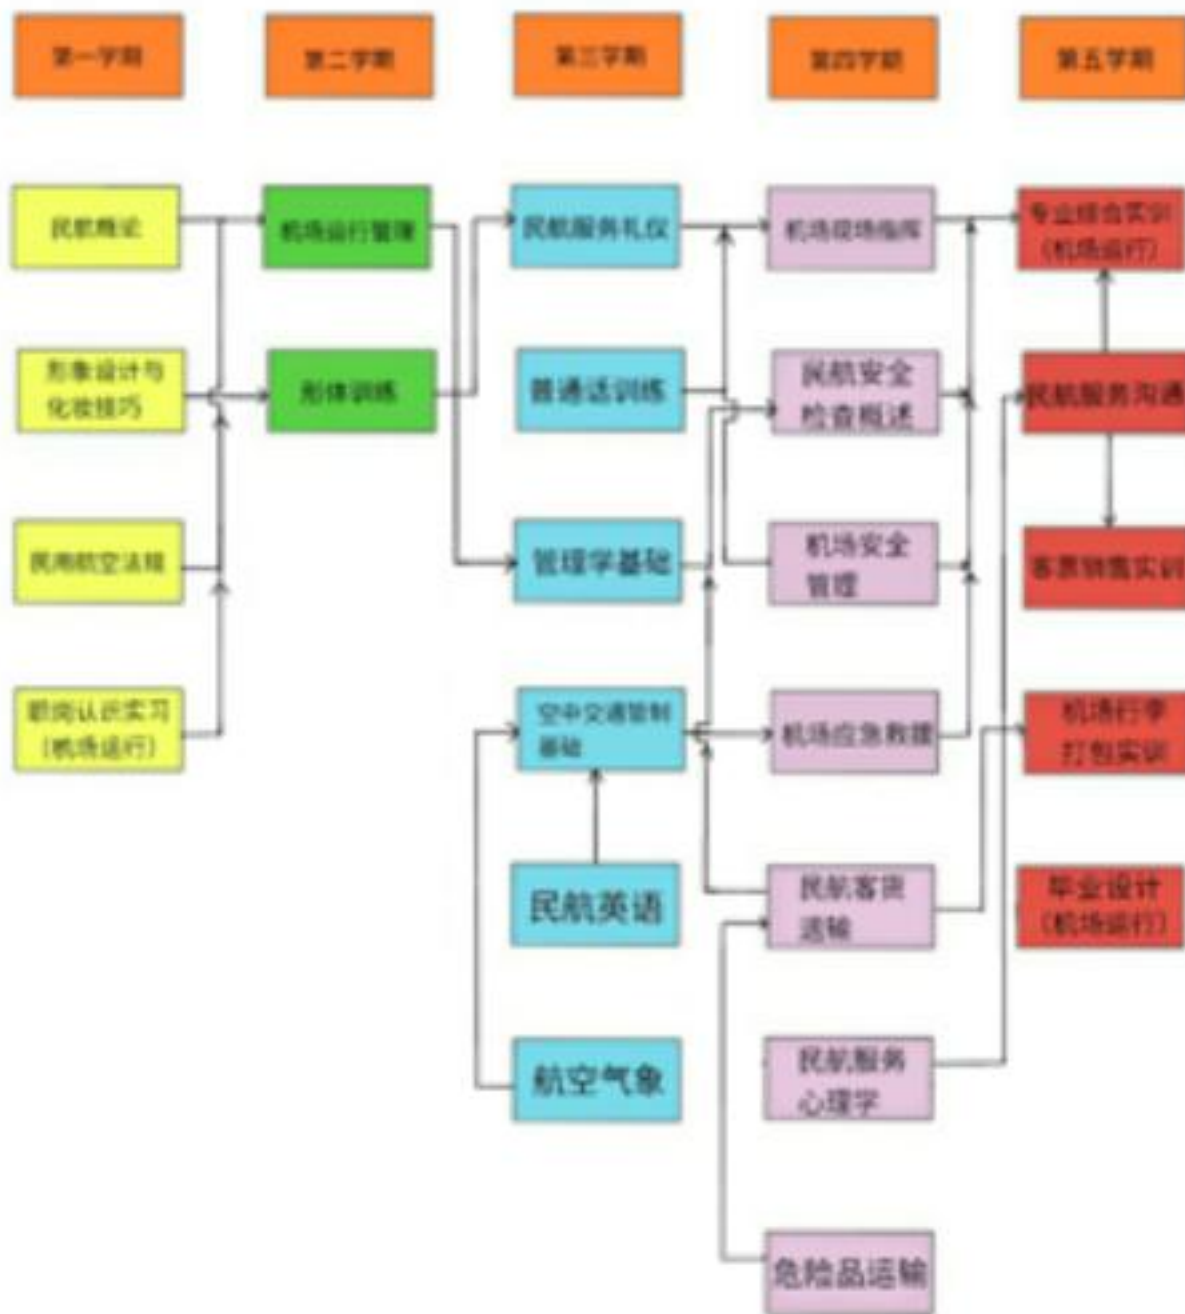 第一学期
第二学期
第三学期
第四学期
第五学期
民航概论
机场运行管理
民航服务礼仪
机场现场指挥
专业综合实训
（机场运行）
形象设计与
化妆技巧
形体训练
普通话训练
民航安全
检查概述
民航服务沟通
民用航空法规
管理学基础
机场安全
管理
客票销售实训
职岗认识实习
（机场运行）
空中交通管制
基础
机场应急救援
机场行李
打包实训
民航英语
民航客货
运输
毕业设计
（机场运行）
航空气象
民航服务
心理学
危险品运输